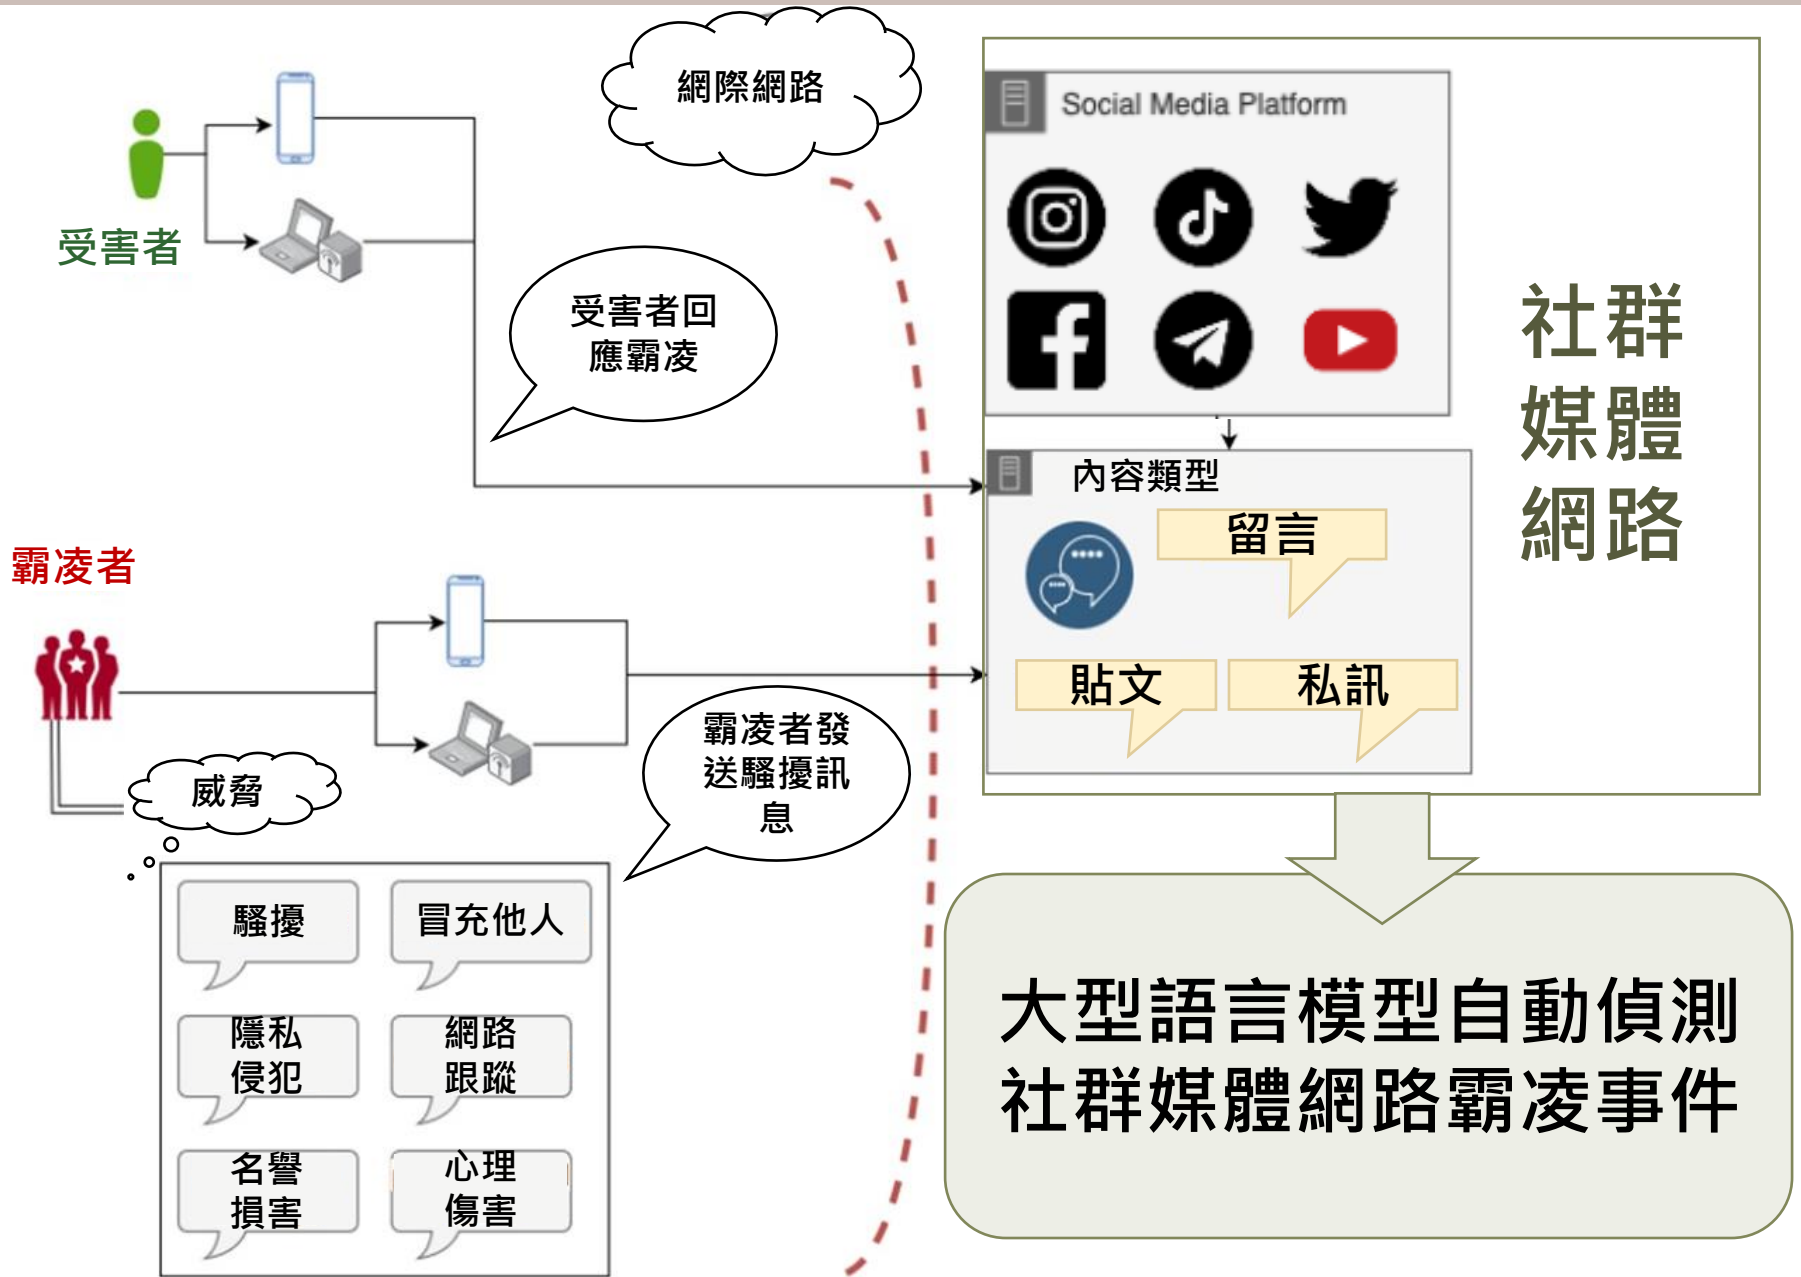 網際網路
Social Media Platform
受害者
受害者回
應霸凌
社群
媒體
網路
內容類型
留言
貼文
私訊
霸凌者
霸凌者發
送騷擾訊
息
威脅
騷擾
冒充他人
隱私
侵犯
網路
跟蹤
名譽
損害
心理
傷害
大型語言模型自動偵測
社群媒體網路霸凌事件